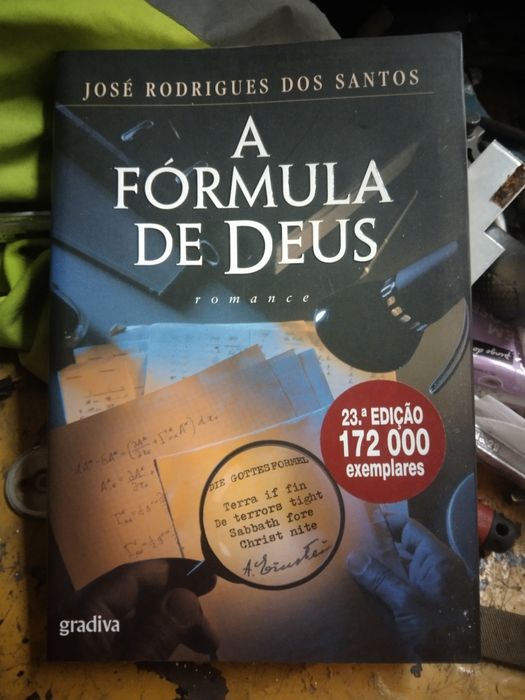 JOSÉ RODRIGUES DOS SANTOS
A
FÓRMULA
DE DEUS
romance
23.ª EDIÇÃO
172 000
exemplares
DIE GOTTESFORMEL
Terra if fin
De terrors tight
Sabbath fore
Christ nite
A. Einstein
gradiva